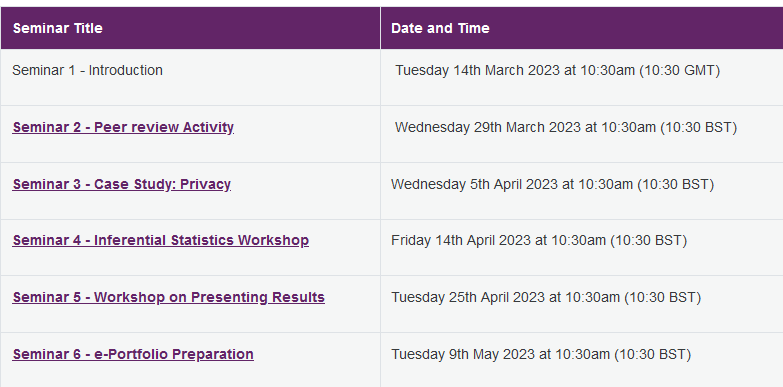 Seminar Title Date and Time
Seminar 1 - Introduction Tuesday 14th March 2023 at 10:30am (10:30 GMT)
Seminar 2 - Peer review Activity Wednesday 29th March 2023 at 10:30am (10:30 BST)
Seminar 3 - Case Study: Privacy Wednesday 5th April 2023 at 10:30am (10:30 BST)
Seminar 4 - Inferential Statistics Workshop Friday 14th April 2023 at 10:30am (10:30 BST)
Seminar 5 - Workshop on Presenting Results Tuesday 25th April 2023 at 10:30am (10:30 BST)
Seminar 6 - e-Portfolio Preparation Tuesday 9th May 2023 at 10:30am (10:30 BST)